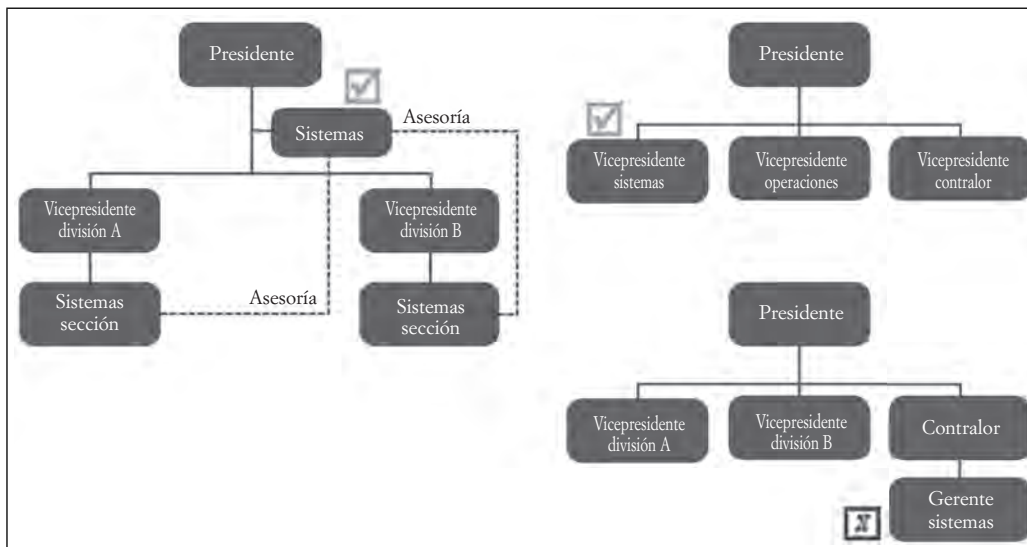 Presidente
Asesoría
Sistemas
Vicepresidente
división A
Vicepresidente
división B
Sistemas
sección
Asesoría
Sistemas
sección
Presidente
Vicepresidente
sistemas
Vicepresidente
operaciones
Vicepresidente
contralor
Presidente
Vicepresidente
división A
Vicepresidente
división B
Contralor
Gerente
sistemas